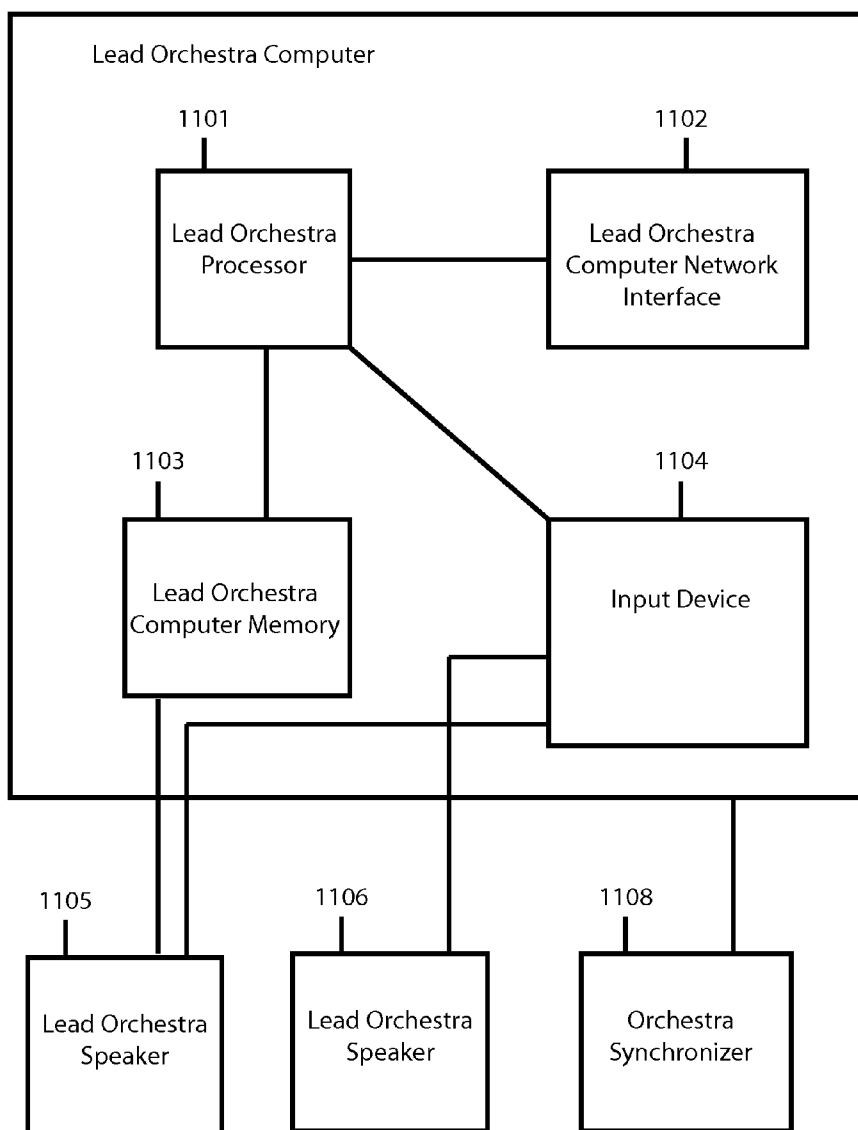 Lead Orchestra Computer
1101
1102
Lead Orchestra
Processor
Lead Orchestra
Computer Network
Interface
1103
1104
Lead Orchestra
Computer Memory
Input Device
1105
1106
1108
Lead Orchestra
Speaker
Lead Orchestra
Speaker
Orchestra
Synchronizer